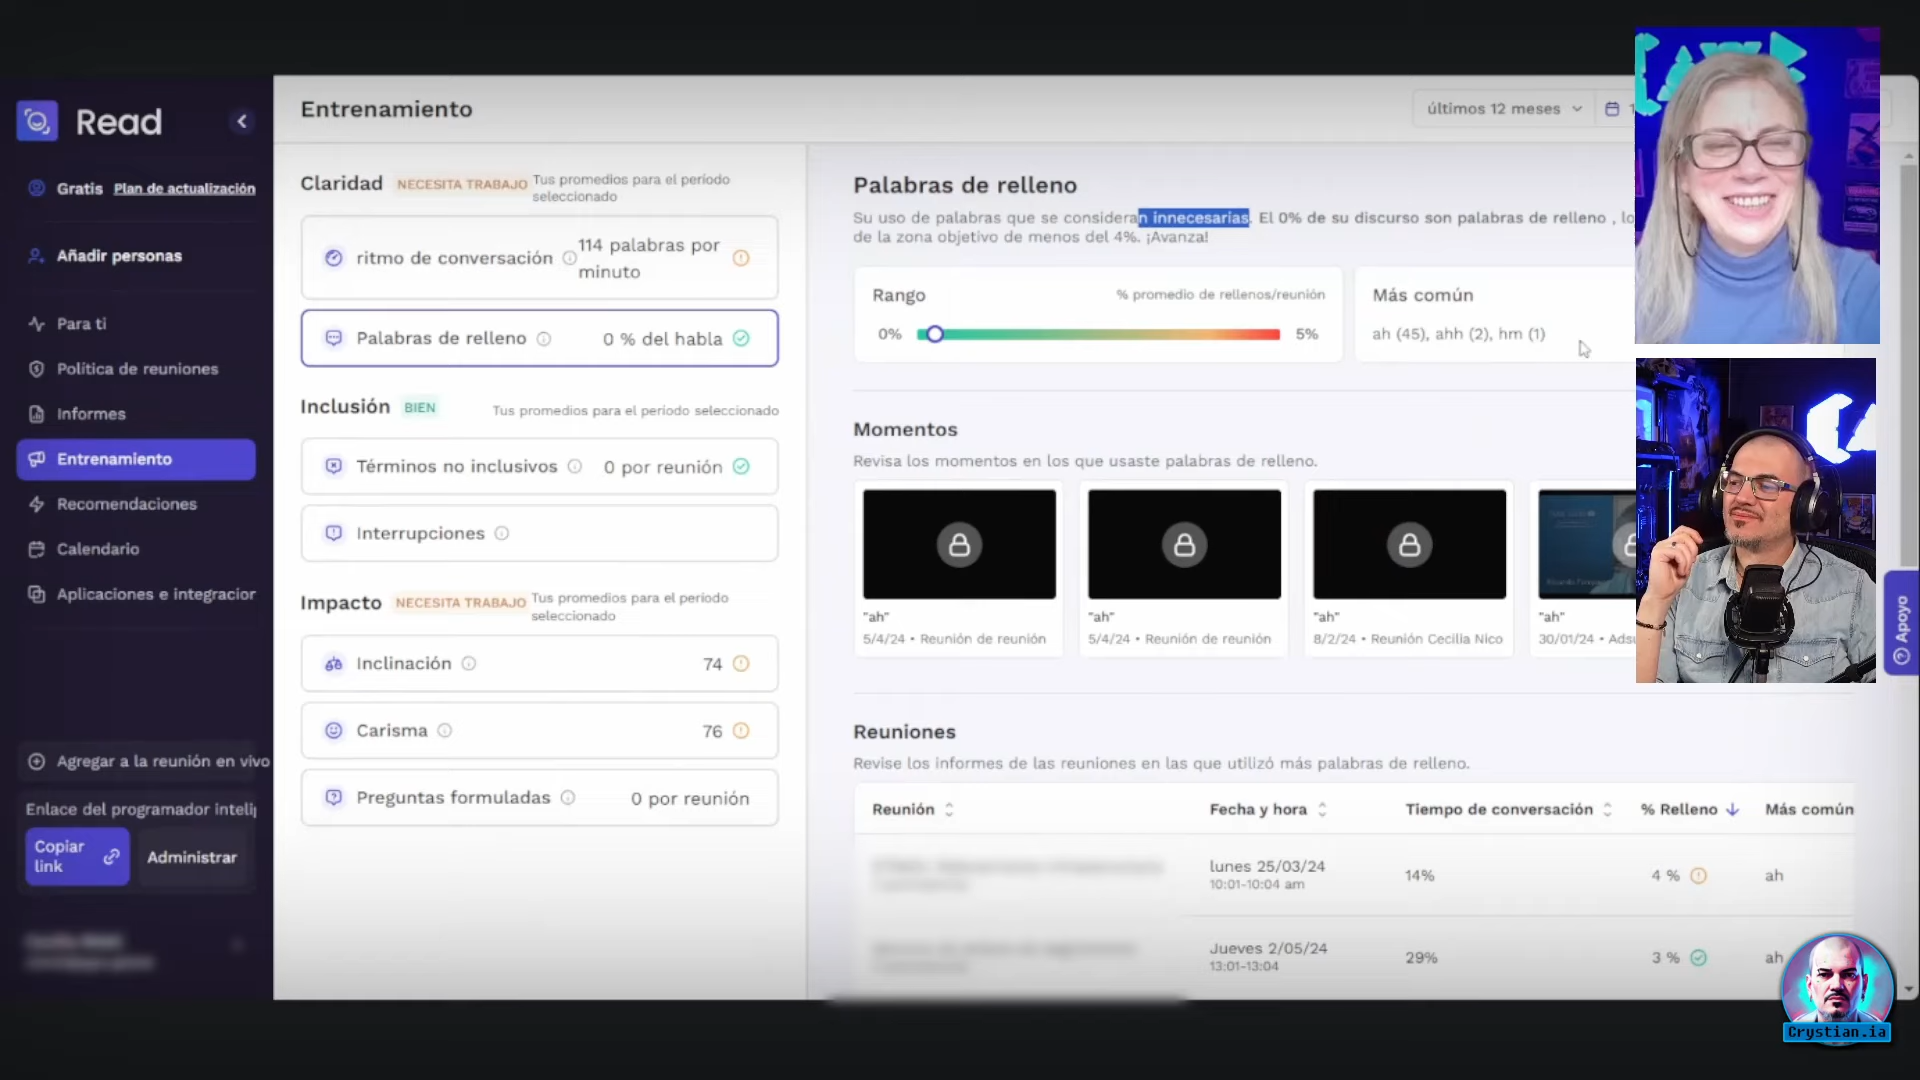 Read
Gratis Plan de actualización
Añadir personas
Para ti
Política de reuniones
Informes
Entrenamiento
Recomendaciones
Calendario
Aplicaciones e integracior
Agregar a la reunión en vivo
Enlace del programador intelig
Copiar
link
Administrar
Entrenamiento
últimos 12 meses
Claridad NECESITA TRABAJO Tus promedios para el período
seleccionado
ritmo de conversación 114 palabras por
minuto
Palabras de relleno 0 % del habla
Inclusión BIEN Tus promedios para el período seleccionado
Términos no inclusivos 0 por reunión
Interrupciones
Impacto NECESITA TRABAJO Tus promedios para el período
seleccionado
Inclinación 74
Carisma 76
Preguntas formuladas 0 por reunión
Palabras de relleno
Su uso de palabras que se consideran innecesarias. El 0% de su discurso son palabras de relleno , lo
de la zona objetivo de menos del 4%. ¡Avanza!
Rango % promedio de rellenos/reunión
0% 5%
Más común
ah (45), ahh (2), hm (1)
Momentos
Revisa los momentos en los que usaste palabras de relleno.
"ah"
5/4/24 • Reunión de reunión
"ah"
5/4/24 • Reunión de reunión
"ah"
8/2/24 • Reunión Cecilia Nico
"ah"
30/01/24 • Adsu
Reuniones
Revise los informes de las reuniones en las que utilizó más palabras de relleno.
Reunión Fecha y hora Tiempo de conversación % Relleno Más común
lunes 25/03/24
10:01-10:04 am
14% 4 % ah
Jueves 2/05/24
13:01-13:04
29% 3 % ah
Apoyo
Crystian.ia